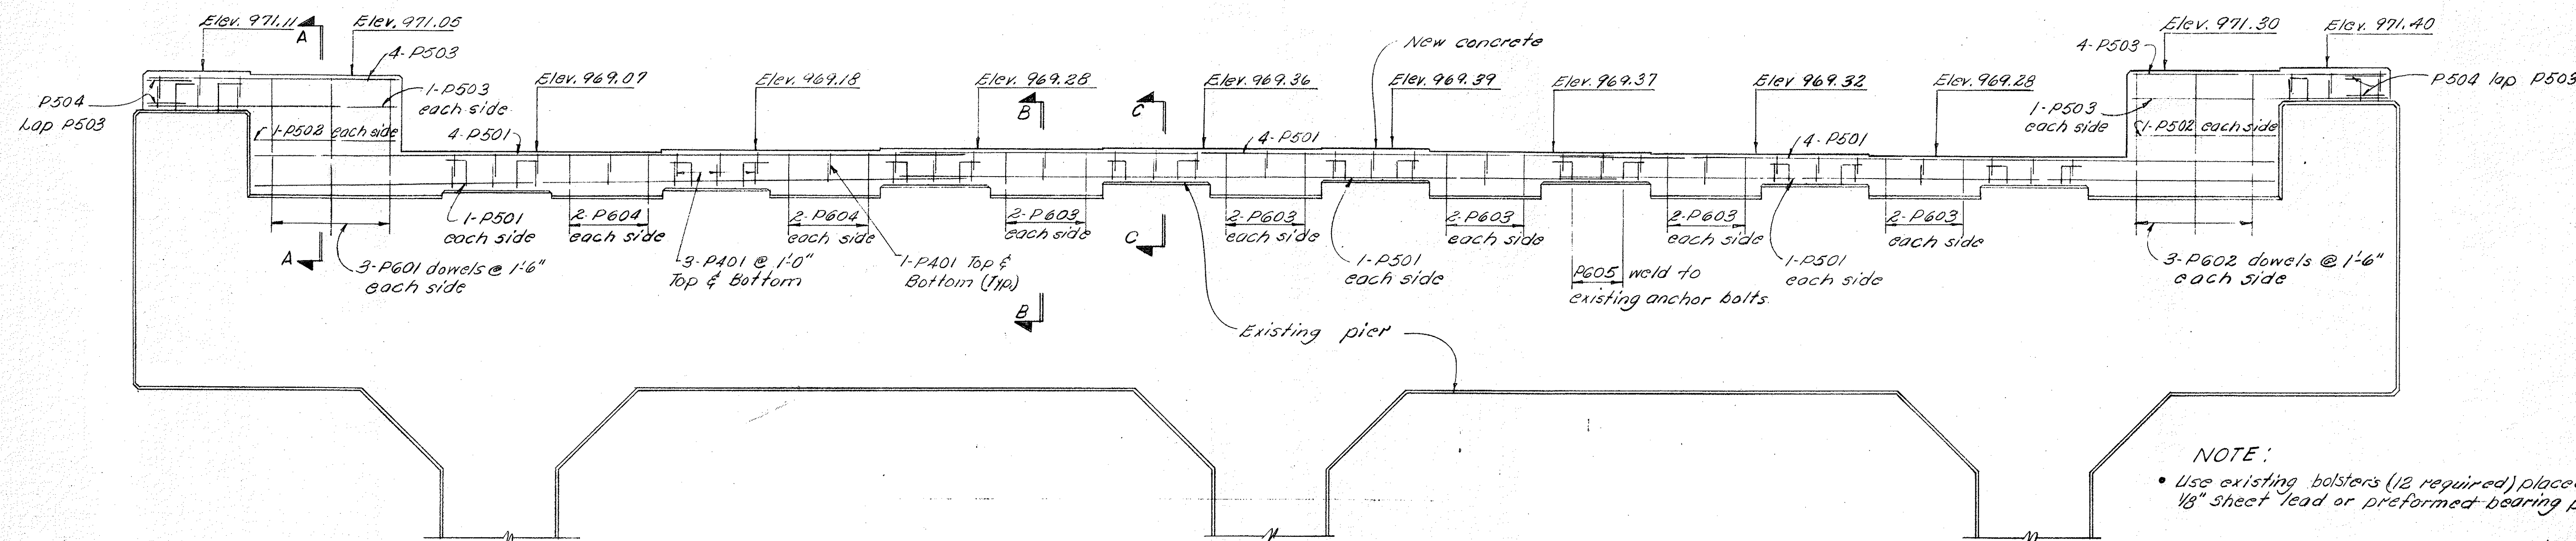 Elev. 971.11
A
Elev. 971.05
4-P503
1-P503
each side
P504
Lap P503
1-P502 each side
4-P501
Elev. 969.07
Elev. 969.18
Elev. 969.28
B
C
Elev. 969.36
New concrete
Elev. 969.39
4-P501
Elev. 969.37
Elev. 969.32
4-P501
Elev. 969.28
4-P503
Elev. 971.30
Elev. 971.40
P504 lap P503
1-P503
each side
1-P502 each side
1-P501
each side
2-P604
each side
2-P604
each side
2-P603
each side
C
2-P603
each side
2-P603
each side
2-P603
each side
2-P603
each side
A
3-P601 dowels @ 1'-6"
each side
3-P401 @ 1'-0"
Top & Bottom
1-P401 Top &
Bottom (Typ.)
1-P501
each side
P605 weld to
existing anchor bolts.
1-P501
each side
3-P602 dowels @ 1'-6"
each side
B
Existing pier
NOTE:
• Use existing bolsters (12 required) place
1/8" sheet lead or preformed bearing p